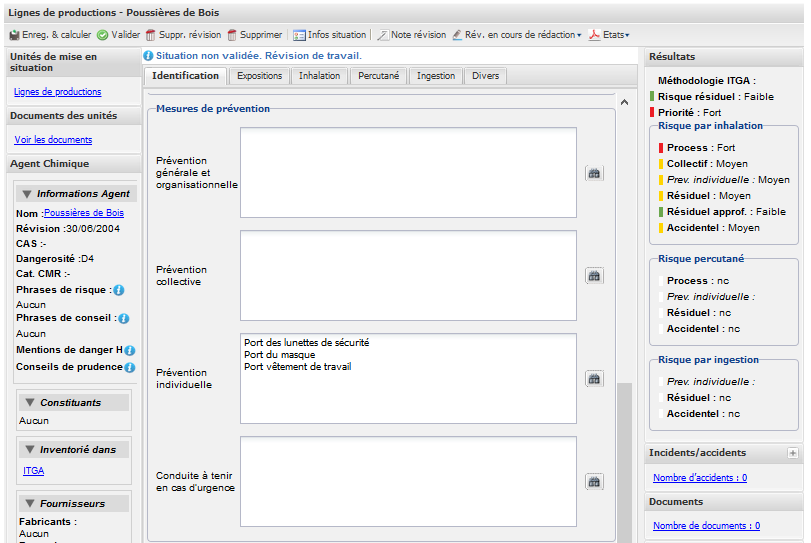 Lignes de productions - Poussières de Bois
Enreg. & calculer Valider Suppr. révision Supprimer Infos situation Note révision Rév. en cours de rédaction Etats
Unités de mise en
situation
Lignes de productions
Documents des unités
Voir les documents
Agent Chimique
Informations Agent
Nom :Poussières de Bois
Révision :30/06/2004
CAS :-
Dangerosité :D4
Cat. CMR :-
Phrases de risque :
Aucun
Phrases de conseil :
Aucun
Mentions de danger H
Conseils de prudence
Constituants
Aucun
Inventorié dans
ITGA
Fournisseurs
Fabricants :
Aucun
Situation non validée. Révision de travail.
Identification Expositions Inhalation Percutané Ingestion Divers
Mesures de prévention
Prévention
générale et
organisationnelle
Prévention
collective
Prévention
individuelle
Port des lunettes de sécurité
Port du masque
Port vêtement de travail
Conduite à tenir
en cas d'urgence
Résultats
Méthodologie ITGA :
Risque résiduel : Faible
Priorité : Fort
Risque par inhalation
Process : Fort
Collectif : Moyen
Prev. individuelle : Moyen
Résiduel : Moyen
Résiduel approf. : Faible
Accidentel : Moyen
Risque percutané
Process : nc
Prev. individuelle :
Résiduel : nc
Accidentel : nc
Risque par ingestion
Prev. individuelle :
Résiduel : nc
Accidentel : nc
Incidents/accidents
Nombre d'accidents : 0
Documents
Nombre de documents : 0